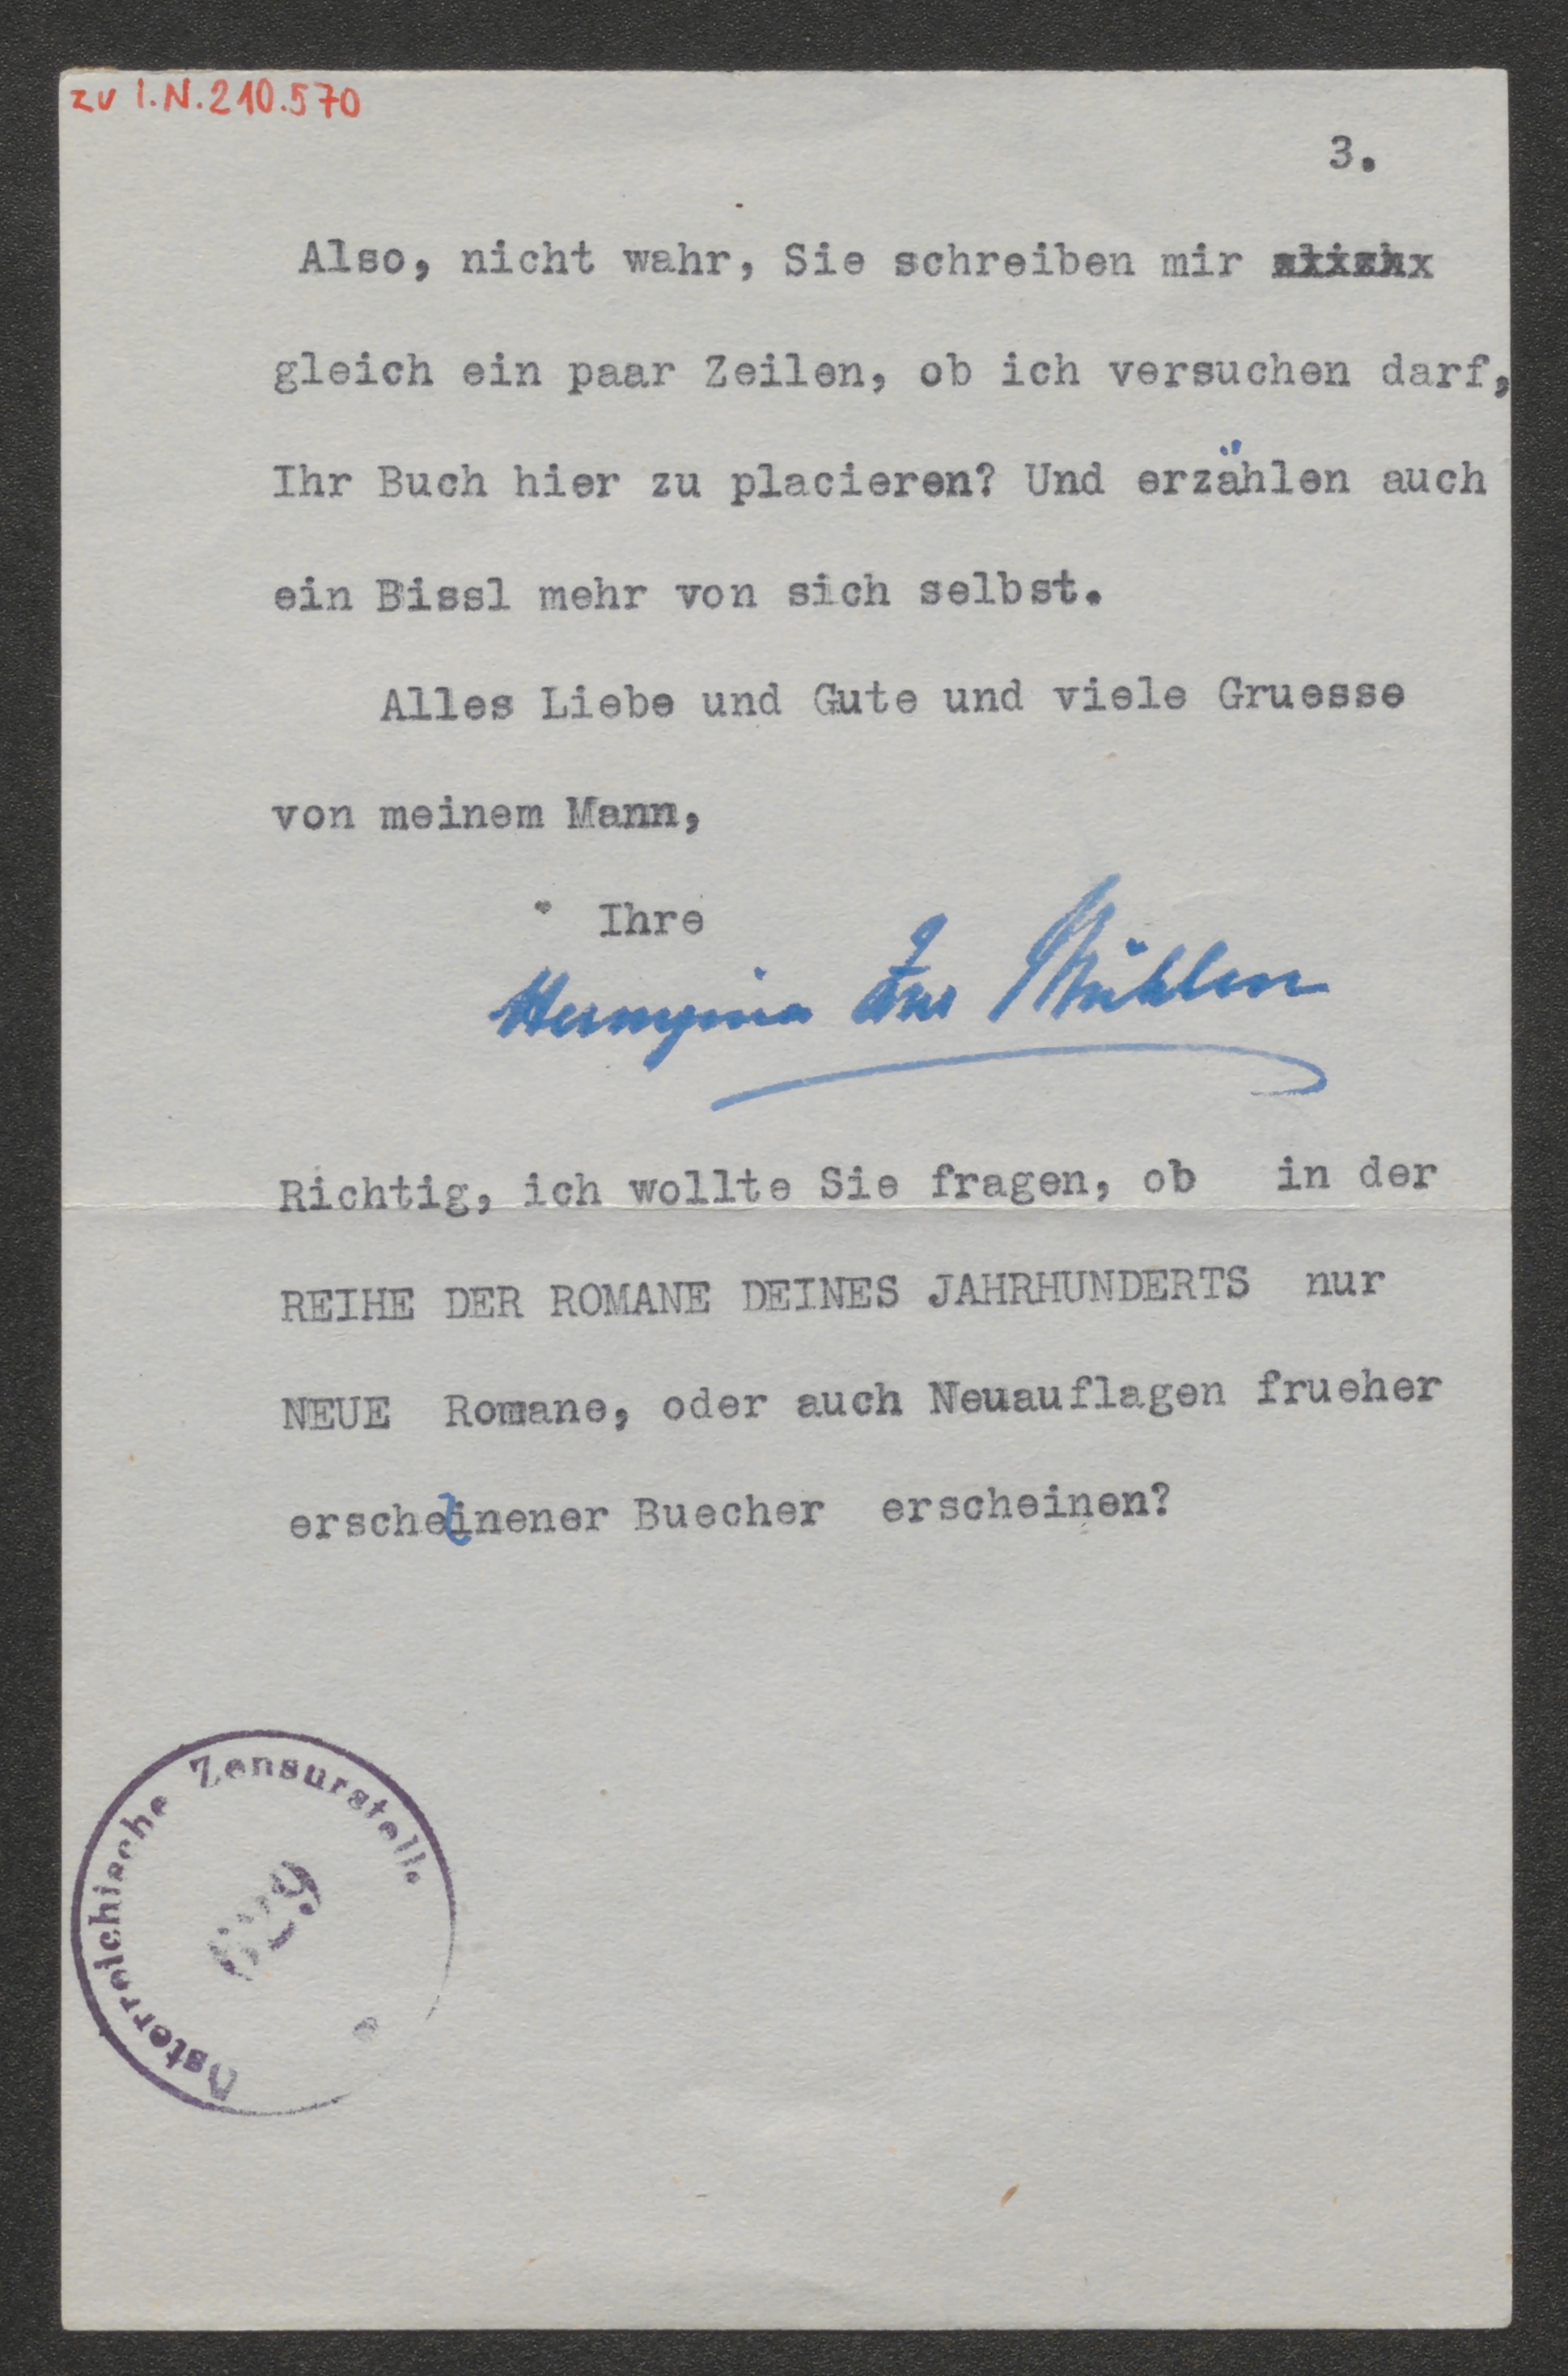 zu I.N.210.570
3.
Also, nicht wahr, Sie schreiben mir
gleich ein paar Zeilen, ob ich versuchen darf,
Ihr Buch hier zu placieren? Und erzählen auch
ein Bissl mehr von sich selbst.
Alles Liebe und Gute und viele Gruesse
von meinem Mann,
Ihre
Hermynia Zur Mühlen
Richtig, ich wollte Sie fragen, ob in der
REIHE DER ROMANE DEINES JAHRHUNDERTS nur
NEUE Romane, oder auch Neuauflagen frueher
erscheinener Buecher erscheinen?
Österreichische Zensurstelle
629